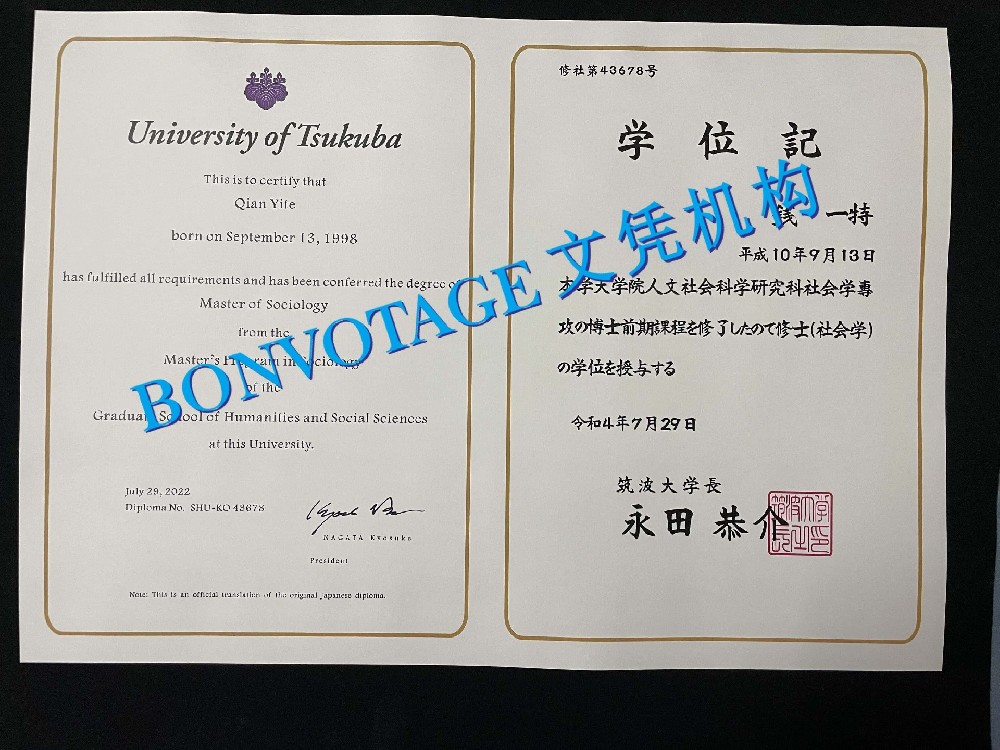 University of Tsukuba
This is to certify that
Qian Yite
born on September 13, 1998
has fulfilled all requirements and has been conferred the degree of
Master of Sociology
from the
Master's Program in Sociology
of the
Graduate School of Humanities and Social Sciences
at this University.
July 29, 2022
Diploma No. SHU-KO 43678
NAGATA Kyosuke
President
Note: This is an official translation of the original Japanese diploma.
修社第43678号
学位記
銭 一特
平成10年9月13日
本学大学院人文社会科学研究科社会学専
攻の博士前期課程を修了したので修士(社会学)
の学位を授与する
令和4年7月29日
筑波大学長
永田 恭介
BONVOTAGE 文凭机构